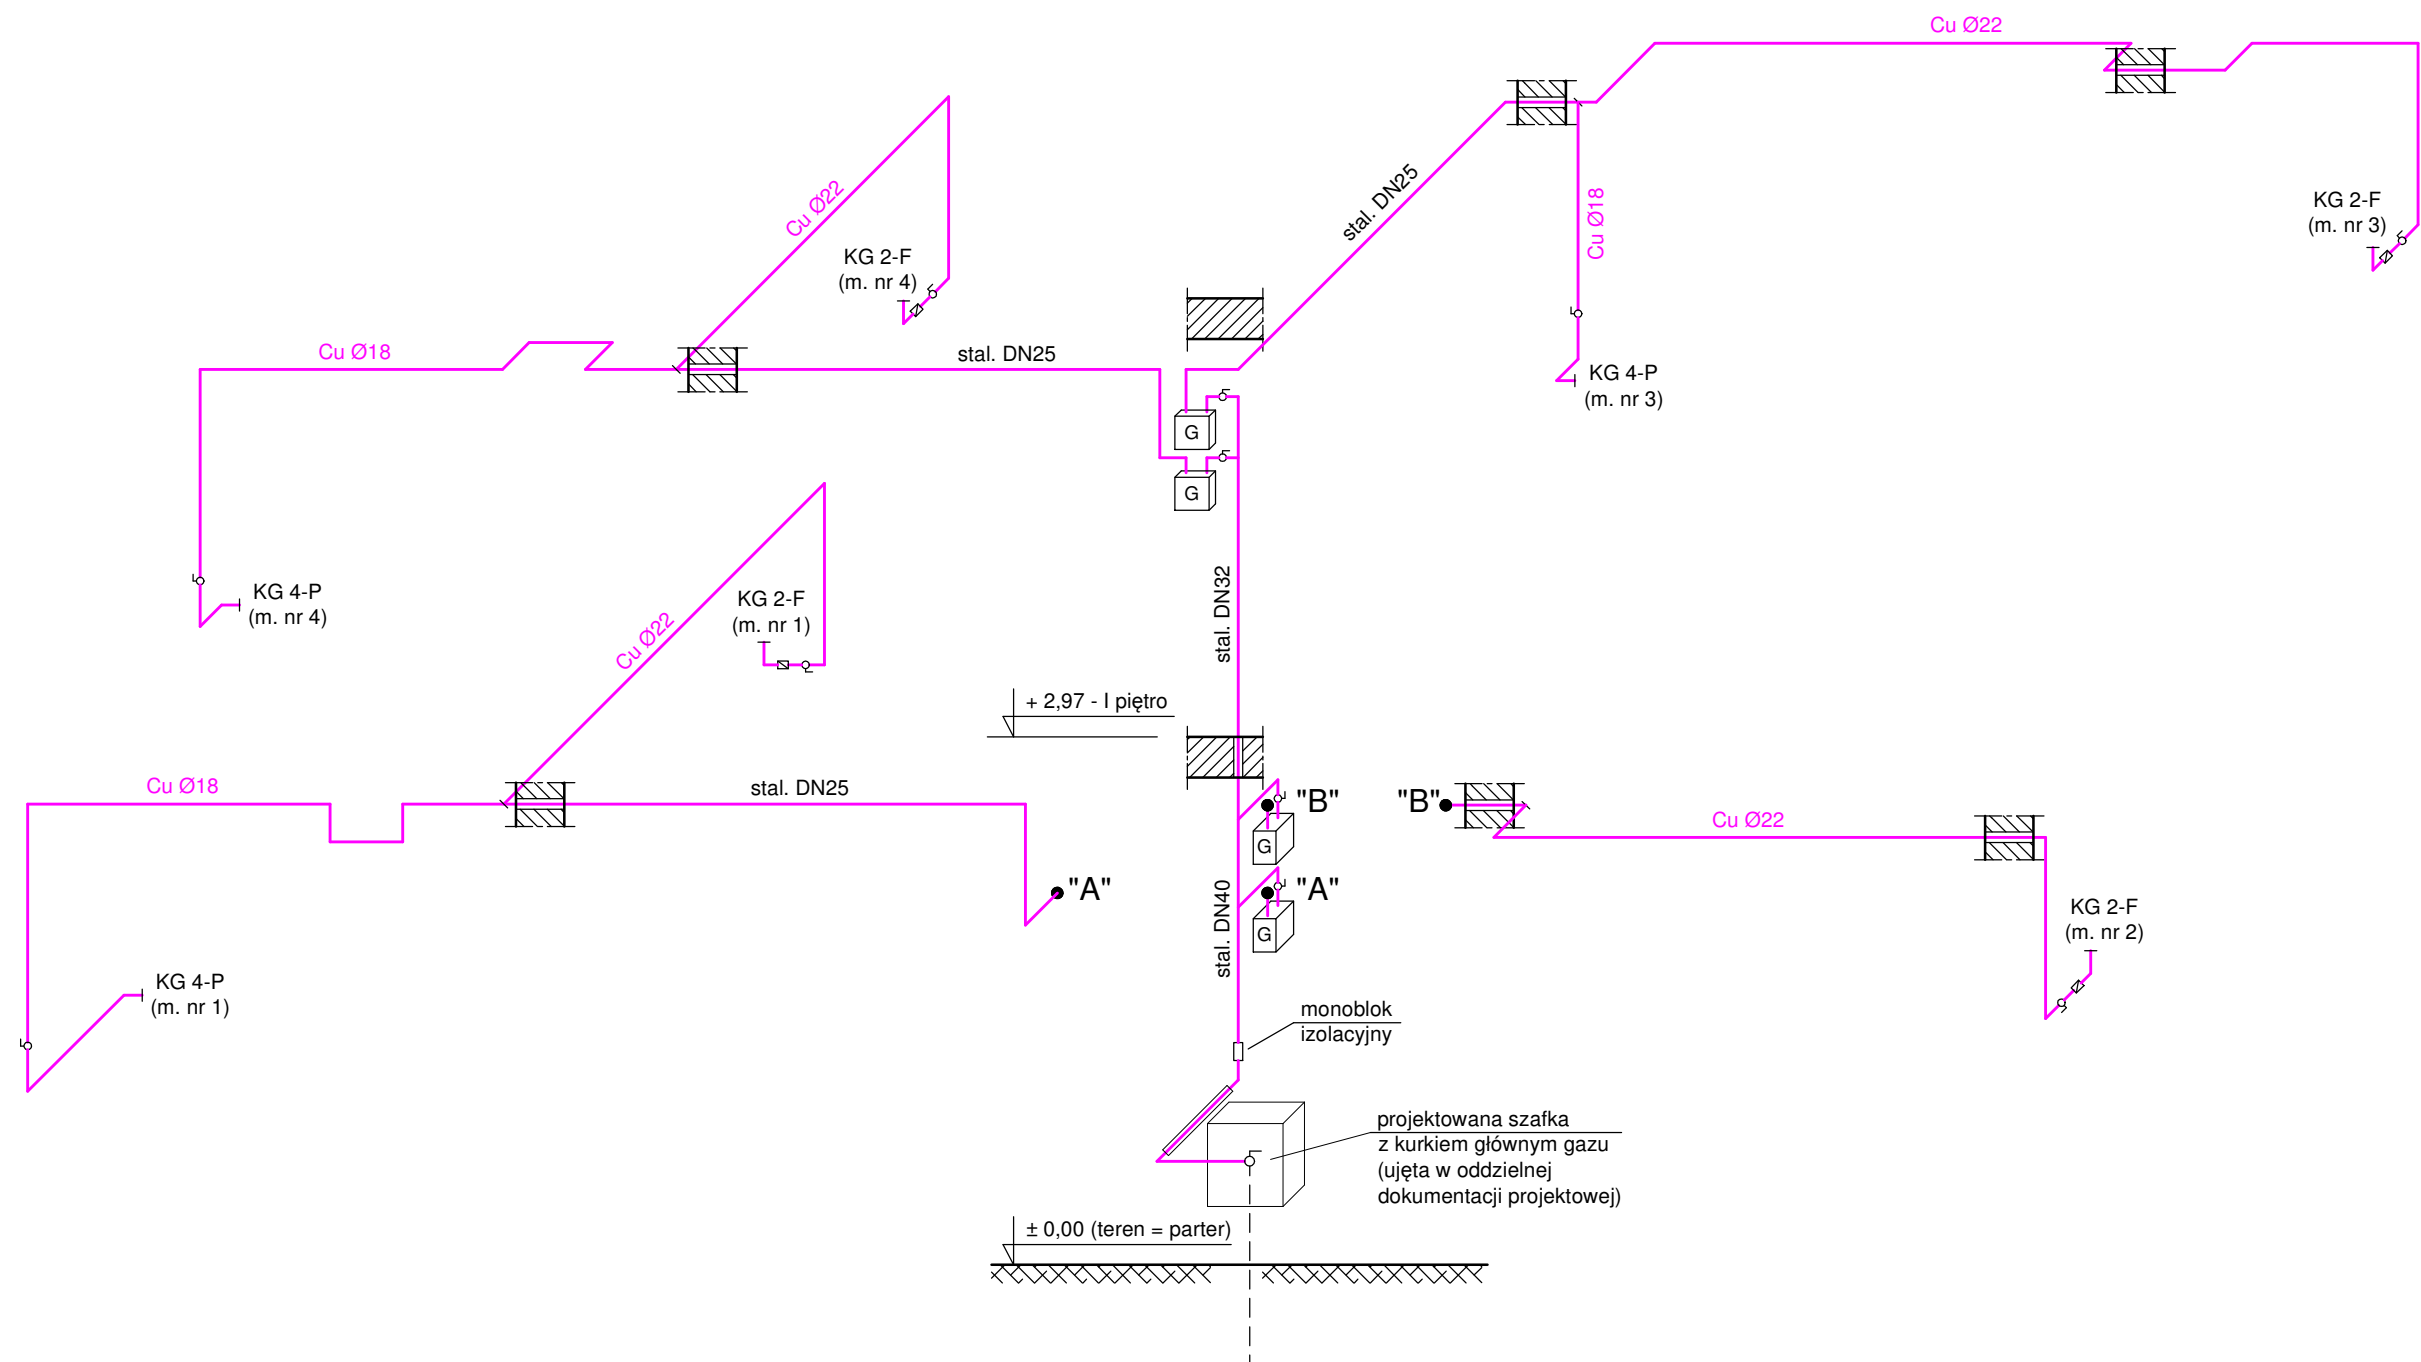 Cu Ø22
Cu Ø22
stal. DN25
Cu Ø18
KG 2-F
(m. nr 3)
KG 2-F
(m. nr 4)
Cu Ø18
stal. DN25
KG 4-P
(m. nr 3)
G
G
KG 4-P
(m. nr 4)
Cu Ø22
KG 2-F
(m. nr 1)
stal. DN32
+ 2,97 - I piętro
Cu Ø18
stal. DN25
"B"
"B"
Cu Ø22
G
"A"
"A"
G
stal. DN40
KG 2-F
(m. nr 2)
KG 4-P
(m. nr 1)
monoblok
izolacyjny
projektowana szafka
z kurkiem głównym gazu
(ujęta w oddzielnej
dokumentacji projektowej)
± 0,00 (teren = parter)